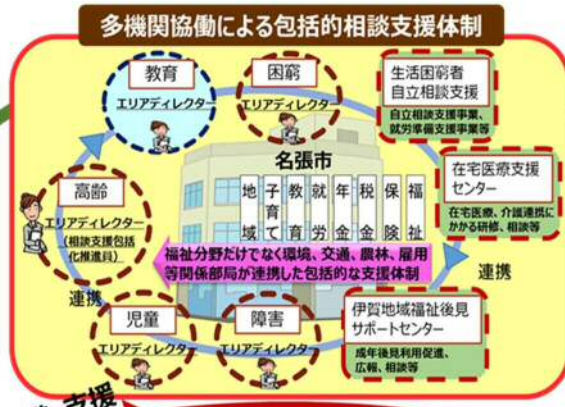 多機関協働による包括的相談支援体制
教育
エリアディレクター
困窮
エリアディレクター
生活困窮者
自立相談支援
自立相談支援事業、
就労準備支援事業等
名張市
地域
子育て
教育
就労
年金
税金
保険
福祉
在宅医療支援
センター
在宅医療、介護連携に
かかる研修、相談等
高齢
エリアディレクター
(相談支援包括
化推進員)
福祉分野だけでなく環境、交通、農林、雇用
等関係部局が連携した包括的な支援体制
連携
連携
児童
エリアディレクター
障害
エリアディレクター
伊賀地域福祉後見
サポートセンター
成年後見利用促進、
広報、相談等
支援